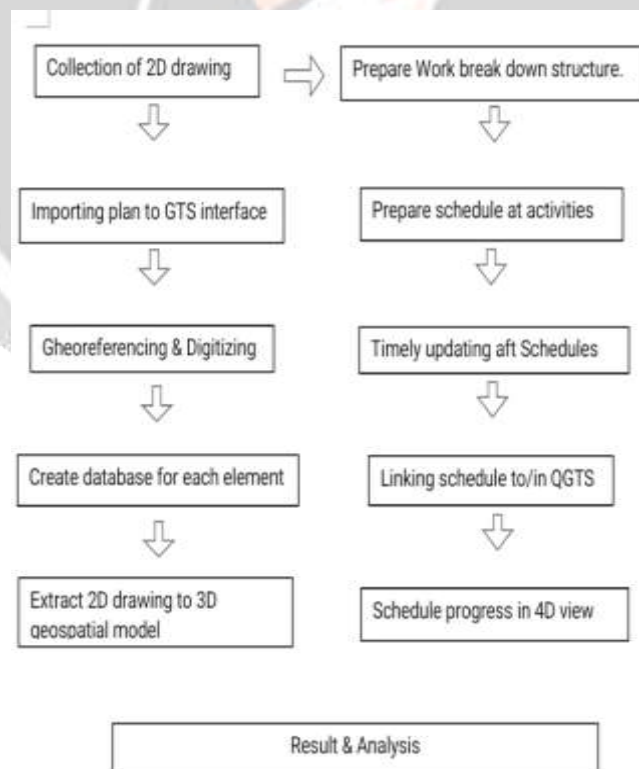 Collection of 2D drawing
Prepare Work break down structure.
Importing plan to GTS interface
Prepare schedule at activities
Gheoreferencing & Digitizing
Timely updating aft Schedules
Create database for each element
Linking schedule to/in QGTS
Extract 2D drawing to 3D
geospatial model
Schedule progress in 4D view
Result & Analysis